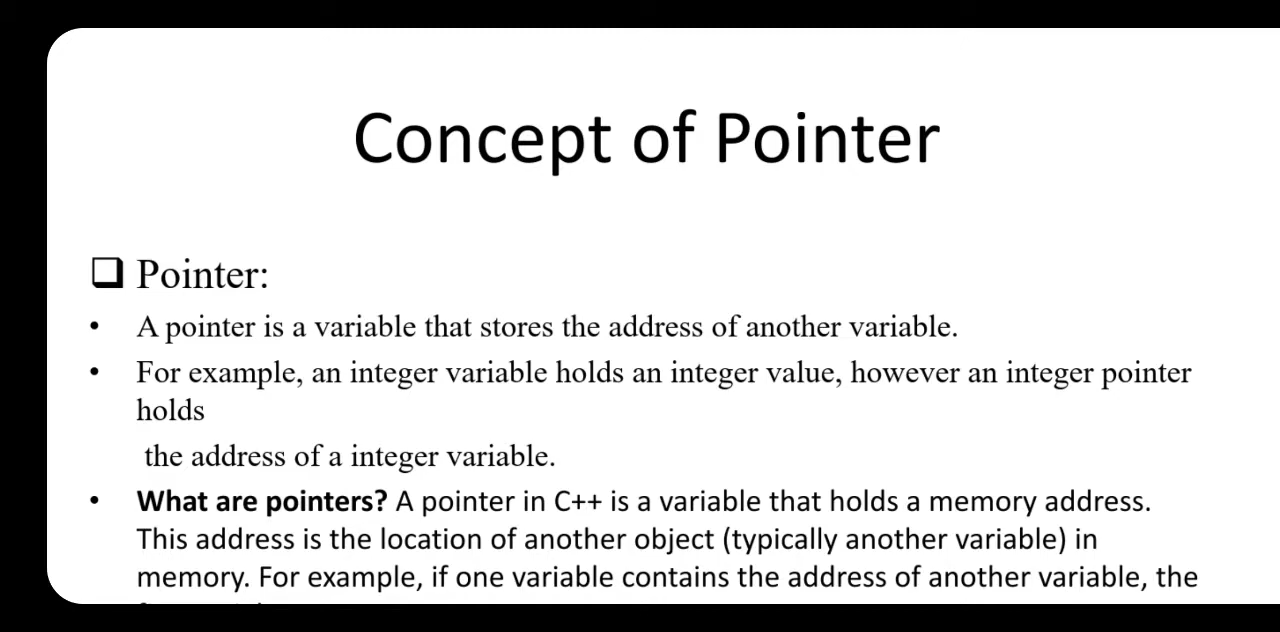 Concept of Pointer
❑ Pointer:
• A pointer is a variable that stores the address of another variable.
• For example, an integer variable holds an integer value, however an integer pointer
holds
the address of a integer variable.
• What are pointers? A pointer in C++ is a variable that holds a memory address.
This address is the location of another object (typically another variable) in
memory. For example, if one variable contains the address of another variable, the